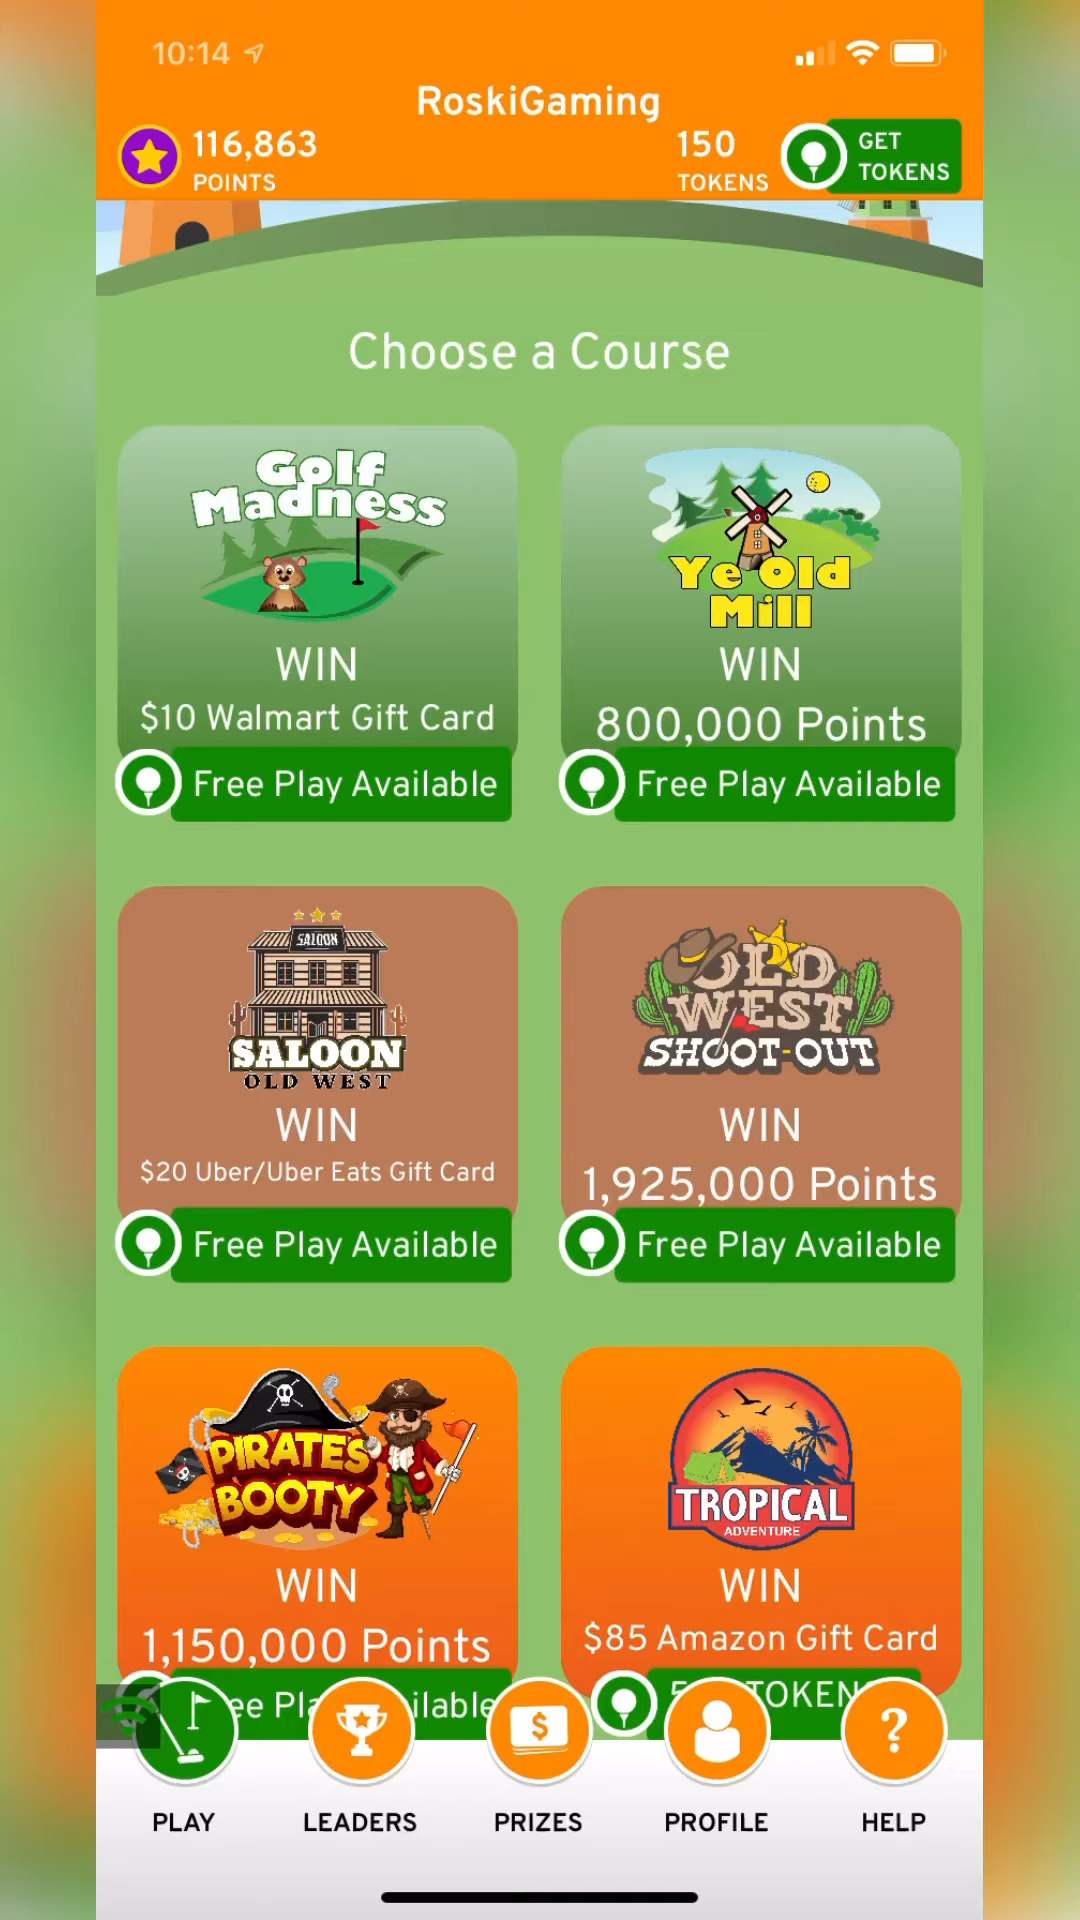 10:14
RoskiGaming
116,863
POINTS
150
TOKENS
GET
TOKENS
Choose a Course
Golf
Madness
WIN
$10 Walmart Gift Card
Free Play Available
Ye Old
Mill
WIN
800,000 Points
Free Play Available
SALOON
SALOON
OLD WEST
WIN
$20 Uber/Uber Eats Gift Card
Free Play Available
OLD
WEST
SHOOT-OUT
WIN
1,925,000 Points
Free Play Available
PIRATE'S
BOOTY
WIN
1,150,000 Points
TROPICAL
ADVENTURE
WIN
$85 Amazon Gift Card
$
?
PLAY
LEADERS
PRIZES
PROFILE
HELP